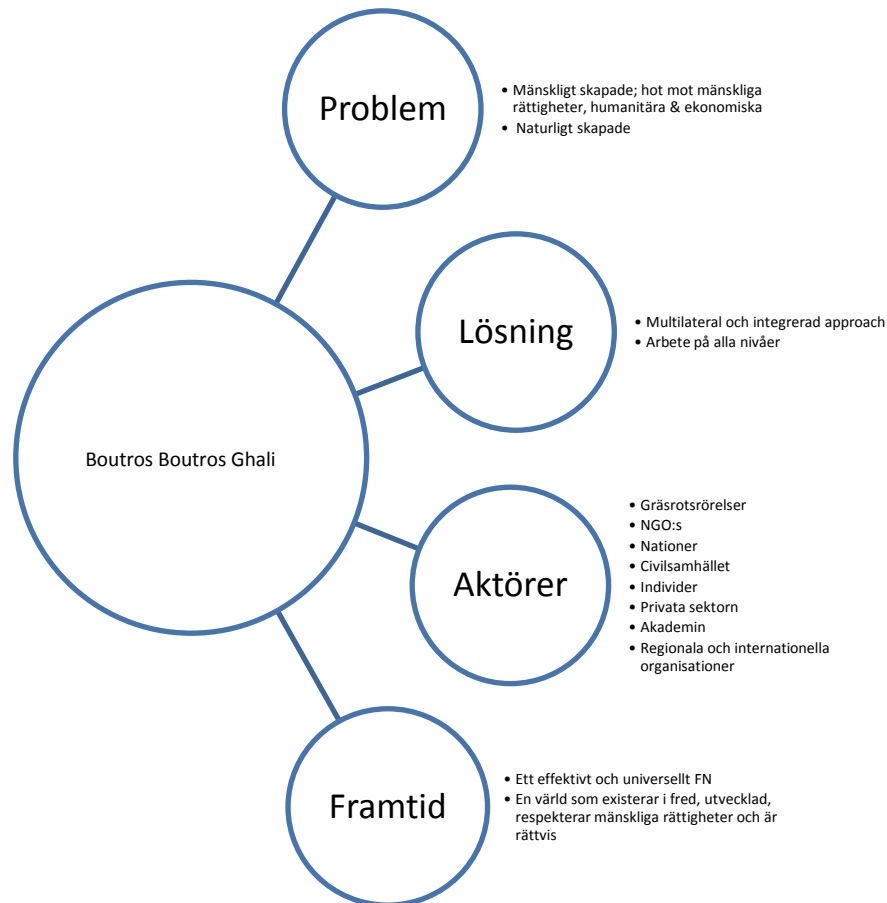 Problem
• Mänskligt skapade; hot mot mänskliga
rättigheter, humanitära & ekonomiska
• Naturligt skapade
Lösning
• Multilateral och integrerad approach
• Arbete på alla nivåer
Boutros Boutros Ghali
Aktörer
• Gräsrotsrörelser
• NGO:s
• Nationer
• Civilsamhället
• Individer
• Privata sektorn
• Akademin
• Regionala och internationella
organisationer
Framtid
• Ett effektivt och universellt FN
• En värld som existerar i fred, utvecklad,
respekterar mänskliga rättigheter och är
rättvis